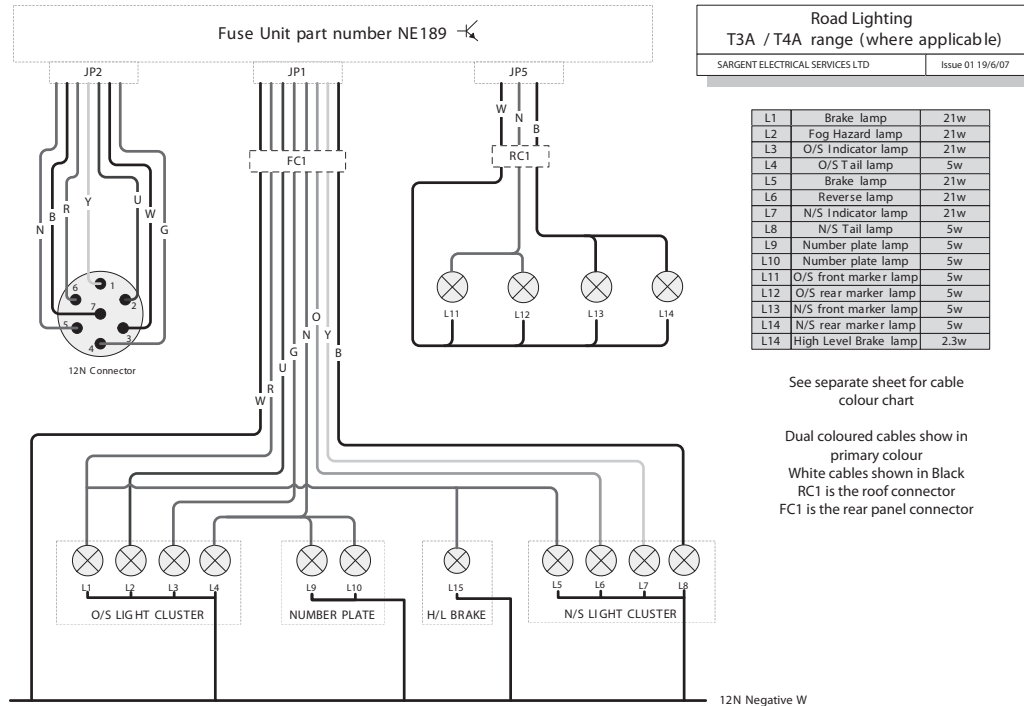 Fuse Unit part number NE189
Road Lighting
T3A / T4A range (where applicable)
SARGENT ELECTRICAL SERVICES LTD
Issue 01 19/6/07
JP2
JP1
JP5
W
N
B
FC1
RC1
N
B
R
Y
U
W
G
6
1
2
7
5
3
4
12N Connector
L11
L12
L13
L14
W
R
U
G
N
O
Y
B
L1 Brake lamp 21w
L2 Fog Hazard lamp 21w
L3 O/S Indicator lamp 21w
L4 O/S Tail lamp 5w
L5 Brake lamp 21w
L6 Reverse lamp 21w
L7 N/S Indicator lamp 21w
L8 N/S Tail lamp 5w
L9 Number plate lamp 5w
L10 Number plate lamp 5w
L11 O/S front marker lamp 5w
L12 O/S rear marker lamp 5w
L13 N/S front marker lamp 5w
L14 N/S rear marker lamp 5w
L14 High Level Brake lamp 2.3w
See separate sheet for cable
colour chart
Dual coloured cables show in
primary colour
White cables shown in Black
RC1 is the roof connector
FC1 is the rear panel connector
L1
L2
L3
L4
L9
L10
L15
L5
L6
L7
L8
O/S LIGHT CLUSTER
NUMBER PLATE
H/L BRAKE
N/S LIGHT CLUSTER
12N Negative W